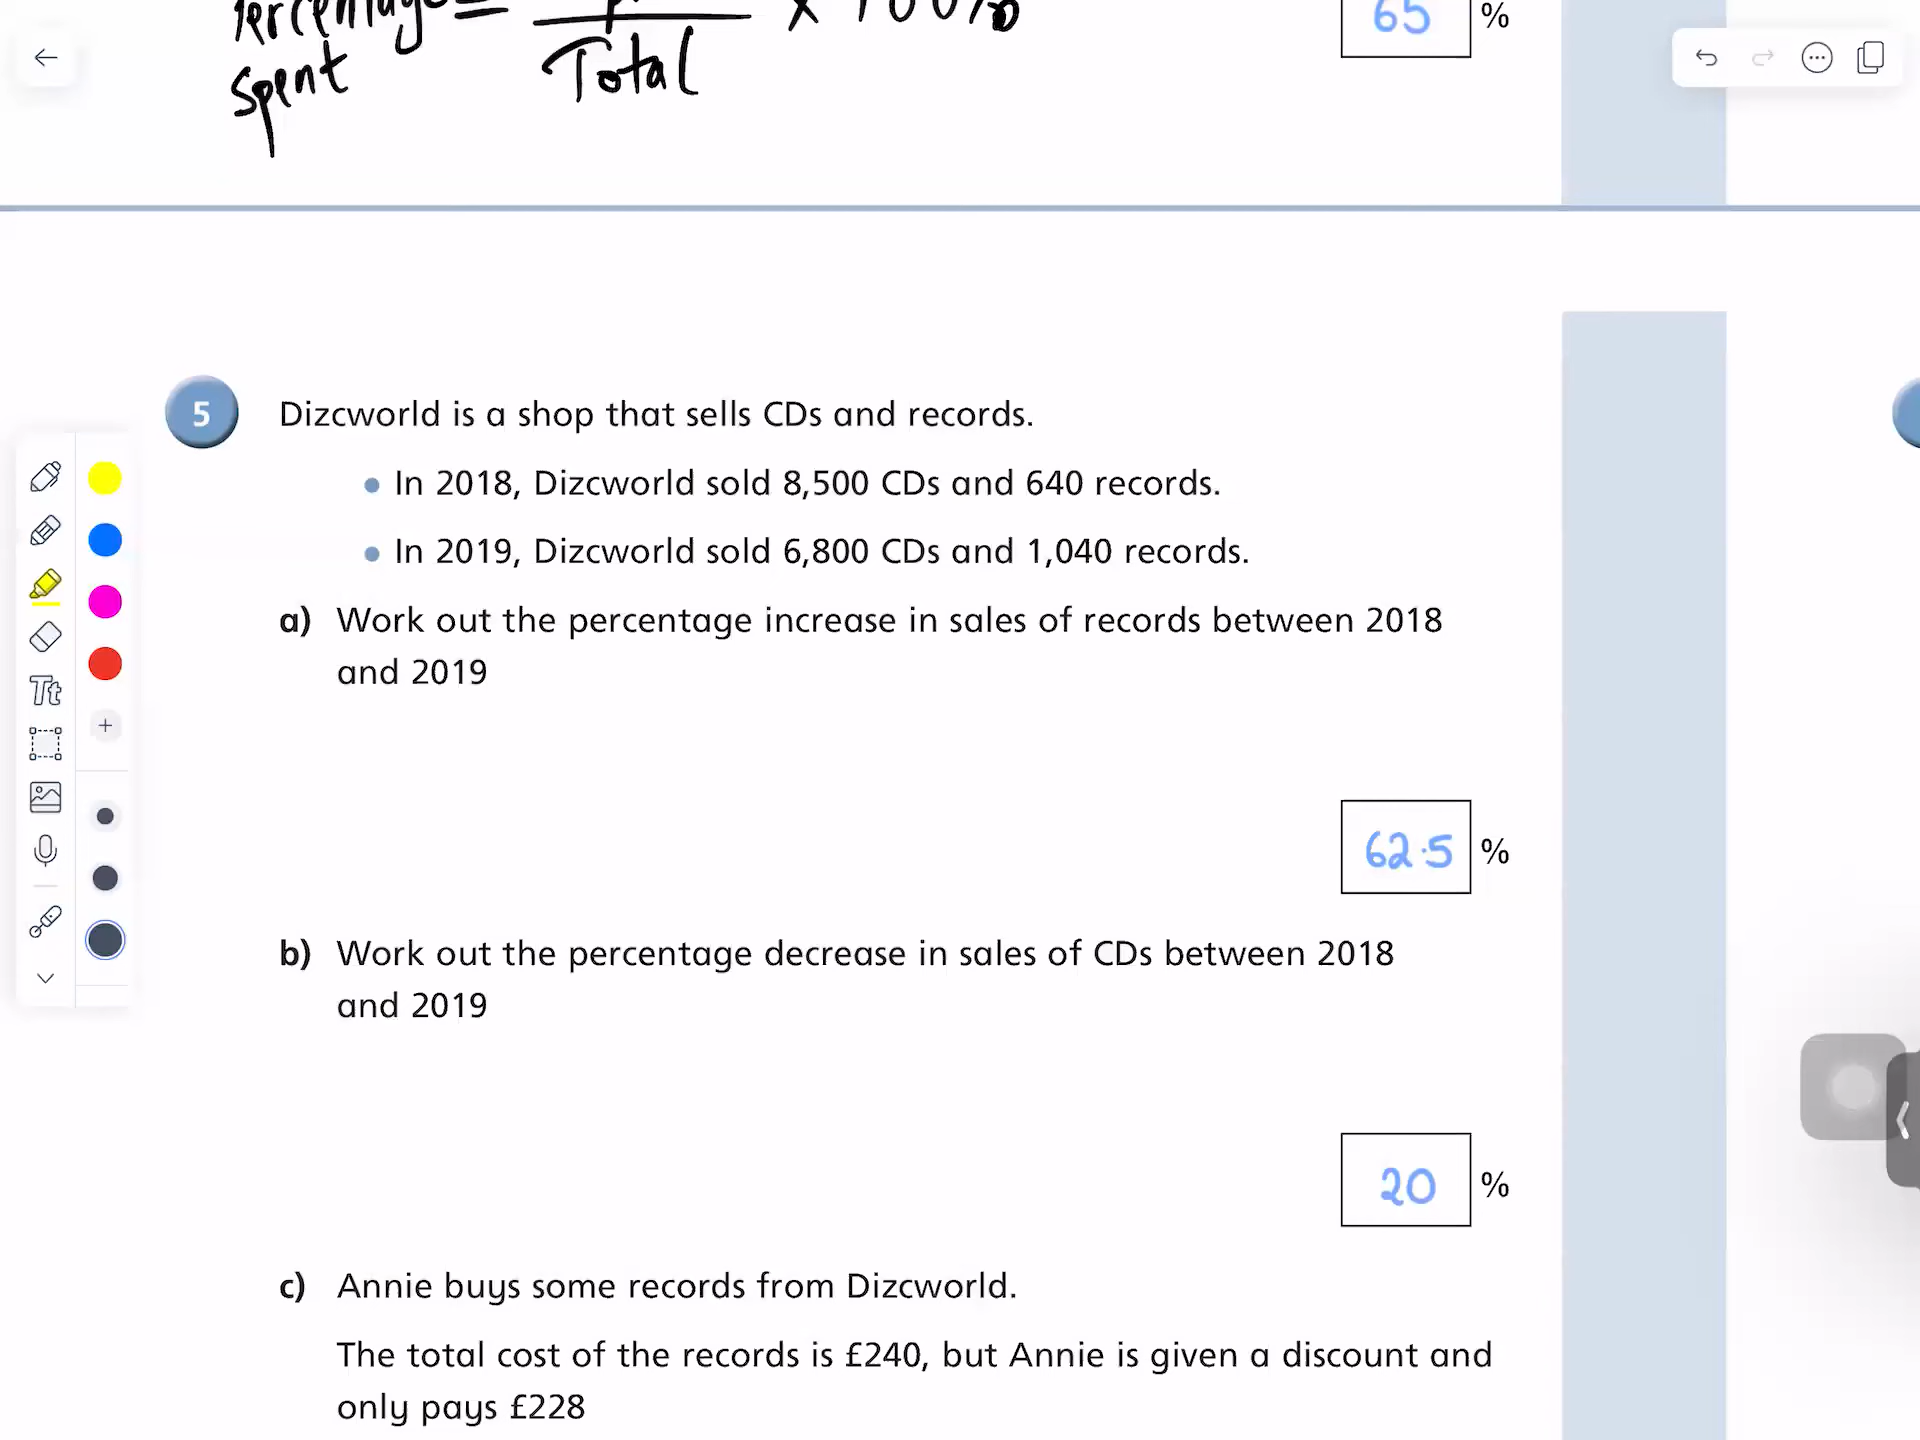 Percentage = × 100%
65 %
spent Total
5 Dizcworld is a shop that sells CDs and records.
• In 2018, Dizcworld sold 8,500 CDs and 640 records.
• In 2019, Dizcworld sold 6,800 CDs and 1,040 records.
a) Work out the percentage increase in sales of records between 2018
and 2019
62.5 %
b) Work out the percentage decrease in sales of CDs between 2018
and 2019
20 %
c) Annie buys some records from Dizcworld.
The total cost of the records is £240, but Annie is given a discount and
only pays £228
Tt